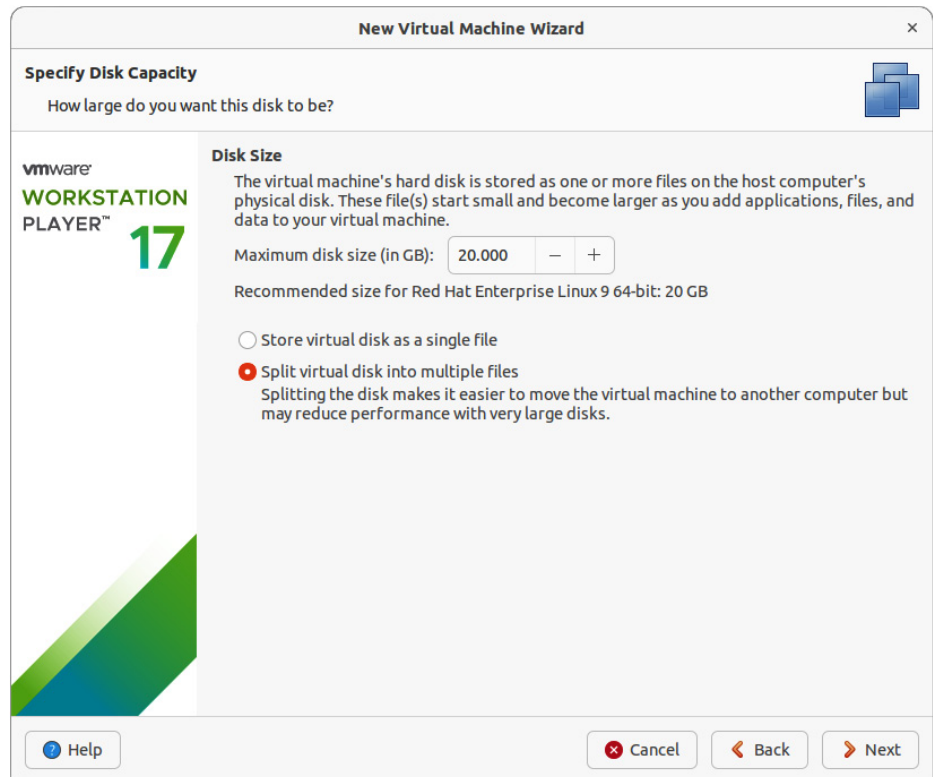 New Virtual Machine Wizard
Specify Disk Capacity
How large do you want this disk to be?
vmware
WORKSTATION
PLAYER™
17
Disk Size
The virtual machine's hard disk is stored as one or more files on the host computer's
physical disk. These file(s) start small and become larger as you add applications, files, and
data to your virtual machine.
Maximum disk size (in GB): 20.000 − +
Recommended size for Red Hat Enterprise Linux 9 64-bit: 20 GB
Store virtual disk as a single file
Split virtual disk into multiple files
Splitting the disk makes it easier to move the virtual machine to another computer but
may reduce performance with very large disks.
Help Cancel Back Next